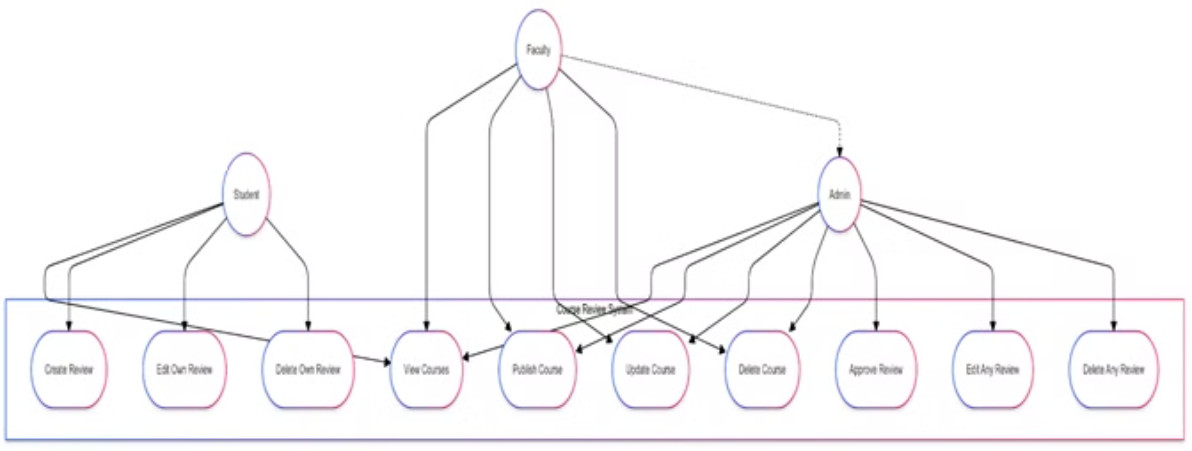 Faculty
Student
Admin
Course Review System
Create Review
Edit Own Review
Delete Own Review
View Courses
Publish Course
Update Course
Delete Course
Approve Review
Edit Any Review
Delete Any Review